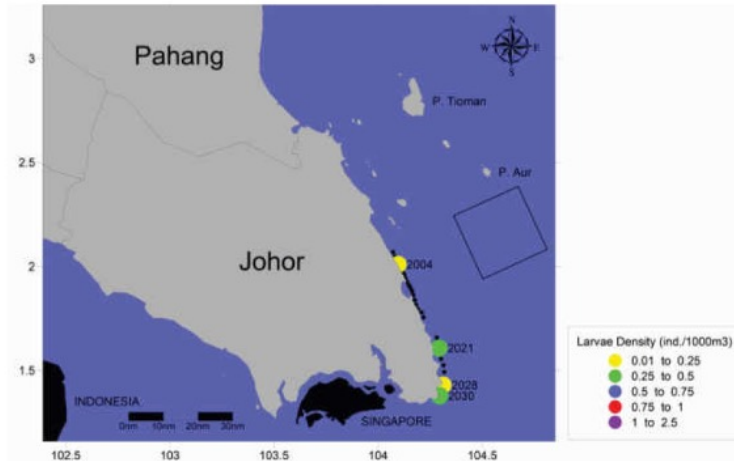 N
W E
S
3
Pahang
P. Tioman
2.5
P. Aur
Johor
2
2004
2021
1.5
2028
2030
INDONESIA
0nm 10nm 20nm 30nm
SINGAPORE
102.5 103 103.5 104 104.5
Larvae Density (ind./1000m3)
0.01 to 0.25
0.25 to 0.5
0.5 to 0.75
0.75 to 1
1 to 2.5